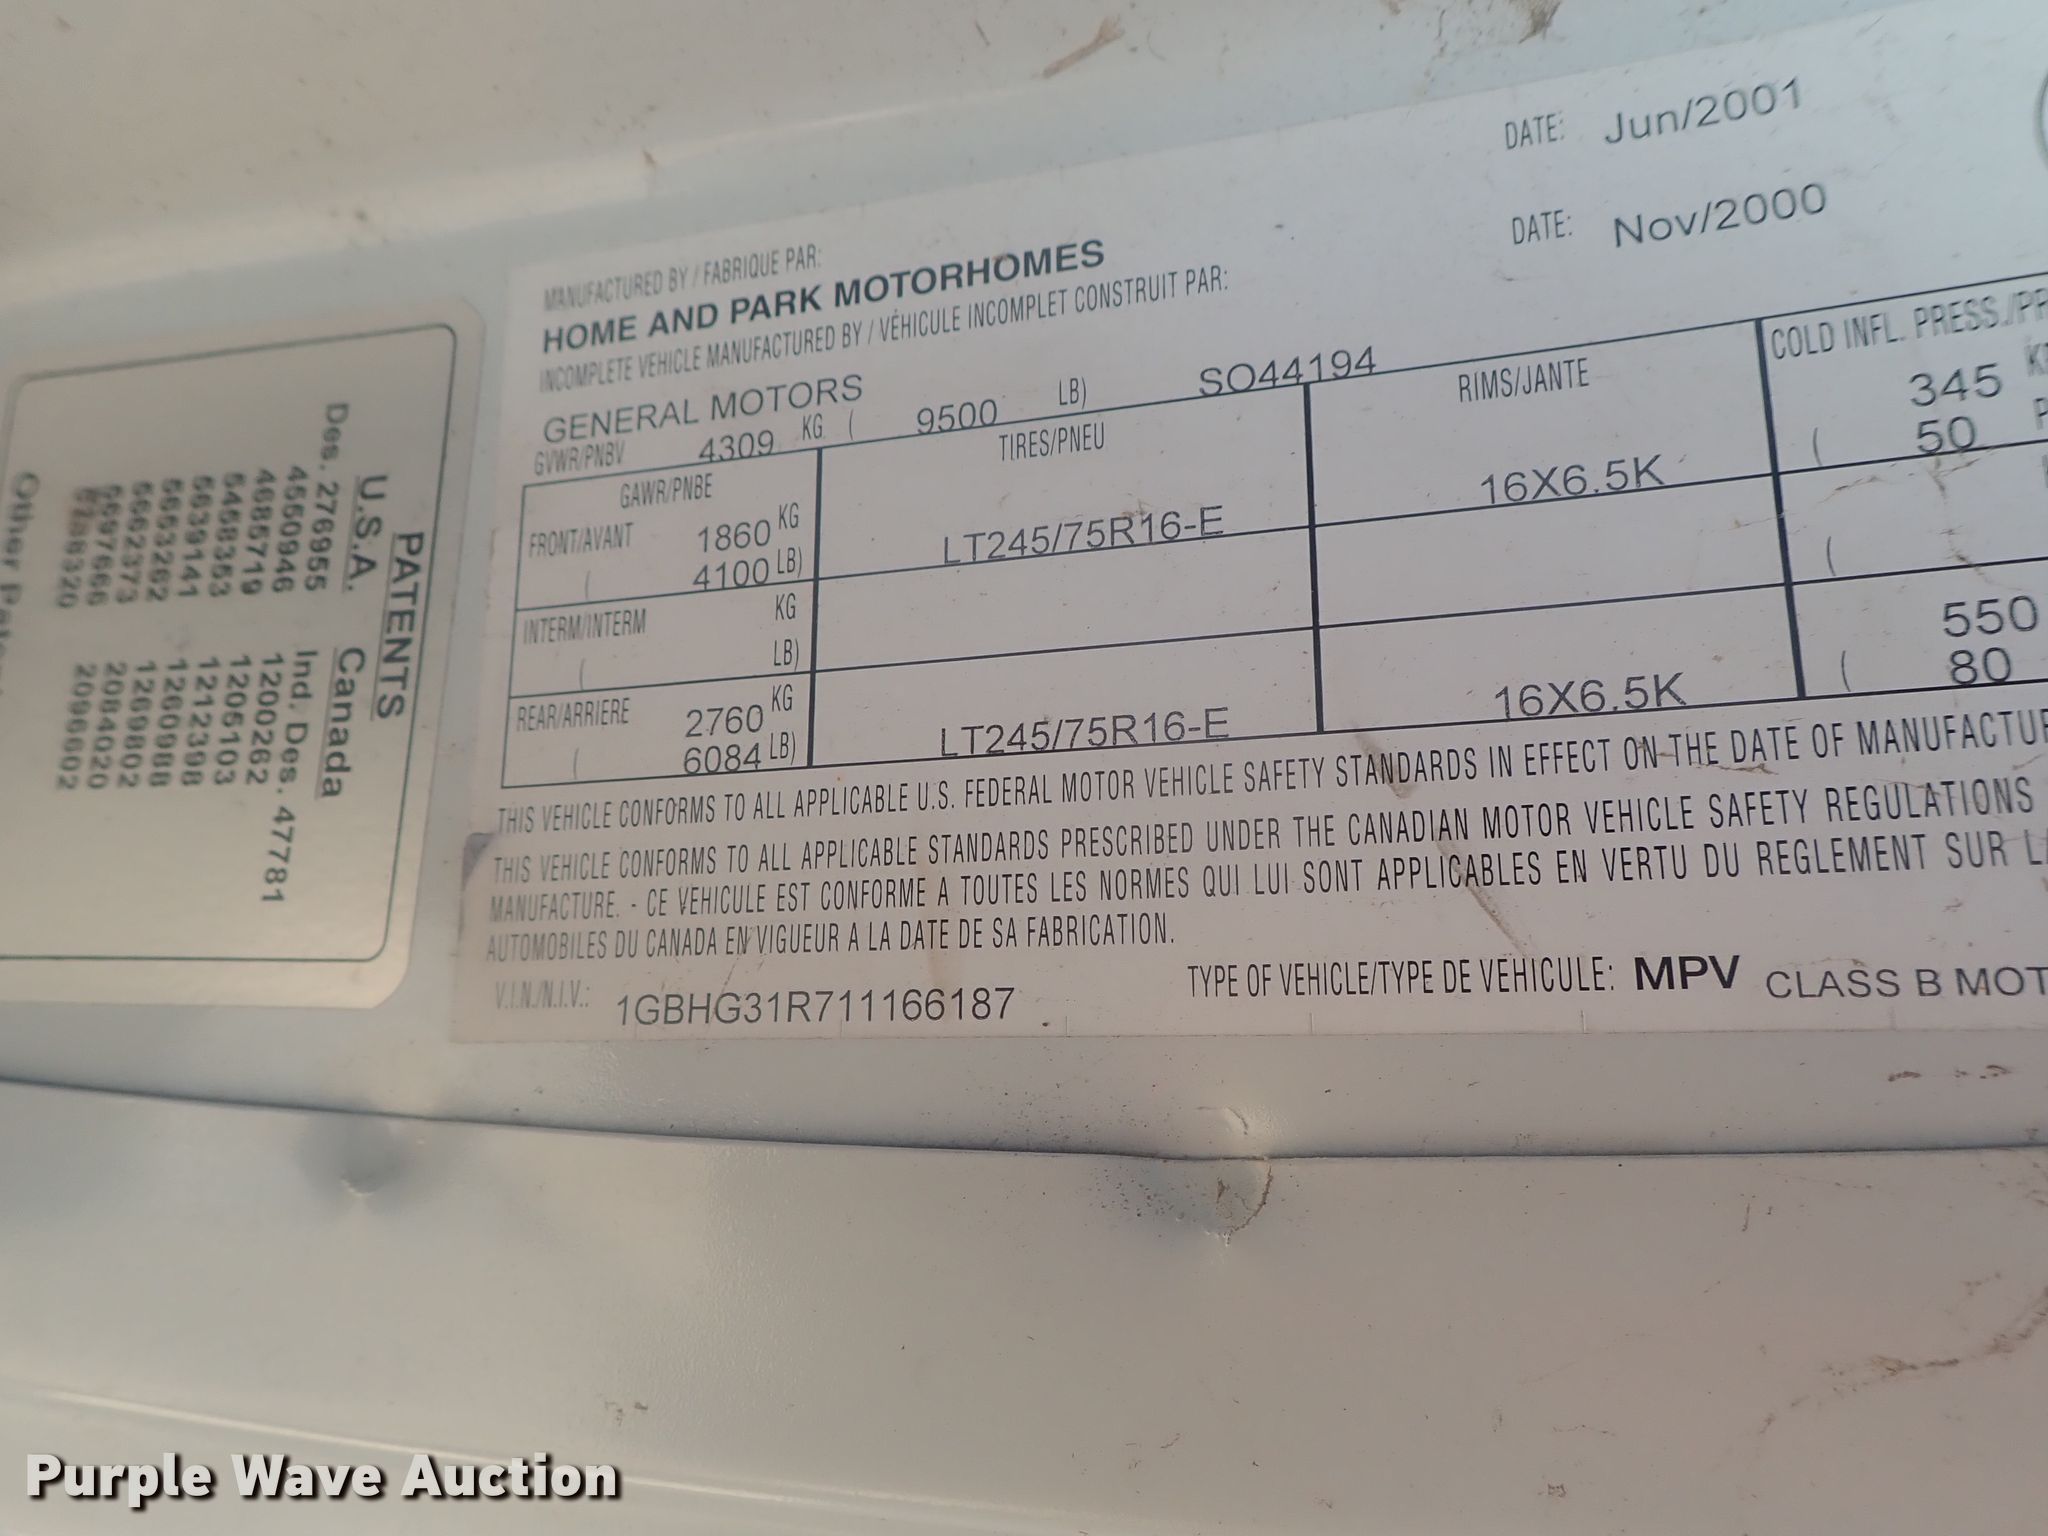 MANUFACTURED BY / FABRIQUE PAR:
HOME AND PARK MOTORHOMES
DATE: Jun/2001
INCOMPLETE VEHICLE MANUFACTURED BY / VÉHICULE INCOMPLET CONSTRUIT PAR:
GENERAL MOTORS
DATE: Nov/2000
GVWR/PNBV 4309 KG ( 9500 LB) SO44194
GAWR/PNBE TIRES/PNEU RIMS/JANTE COLD INFL. PRESS./PR
FRONT/AVANT 1860 KG LT245/75R16-E 16X6.5K 345
( 4100 LB) ( 50
INTERM/INTERM KG
( LB) (
REAR/ARRIERE 2760 KG LT245/75R16-E 16X6.5K 550
( 6084 LB) ( 80
THIS VEHICLE CONFORMS TO ALL APPLICABLE U.S. FEDERAL MOTOR VEHICLE SAFETY STANDARDS IN EFFECT ON THE DATE OF MANUFACTUR
THIS VEHICLE CONFORMS TO ALL APPLICABLE STANDARDS PRESCRIBED UNDER THE CANADIAN MOTOR VEHICLE SAFETY REGULATIONS
MANUFACTURE. - CE VEHICULE EST CONFORME A TOUTES LES NORMES QUI LUI SONT APPLICABLES EN VERTU DU REGLEMENT SUR LA
AUTOMOBILES DU CANADA EN VIGUEUR A LA DATE DE SA FABRICATION.
V.I.N./N.I.V.: 1GBHG31R711166187
TYPE OF VEHICLE/TYPE DE VEHICULE: MPV CLASS B MOT
PATENTS
U.S.A. Canada
Des. 276955 Ind. Des. 47781
4550946 1200262
4685719 1205103
5468353 1212398
5639141 1260988
5653262 1269802
5662373 2084020
5697666 2096602
Other
Purple Wave Auction